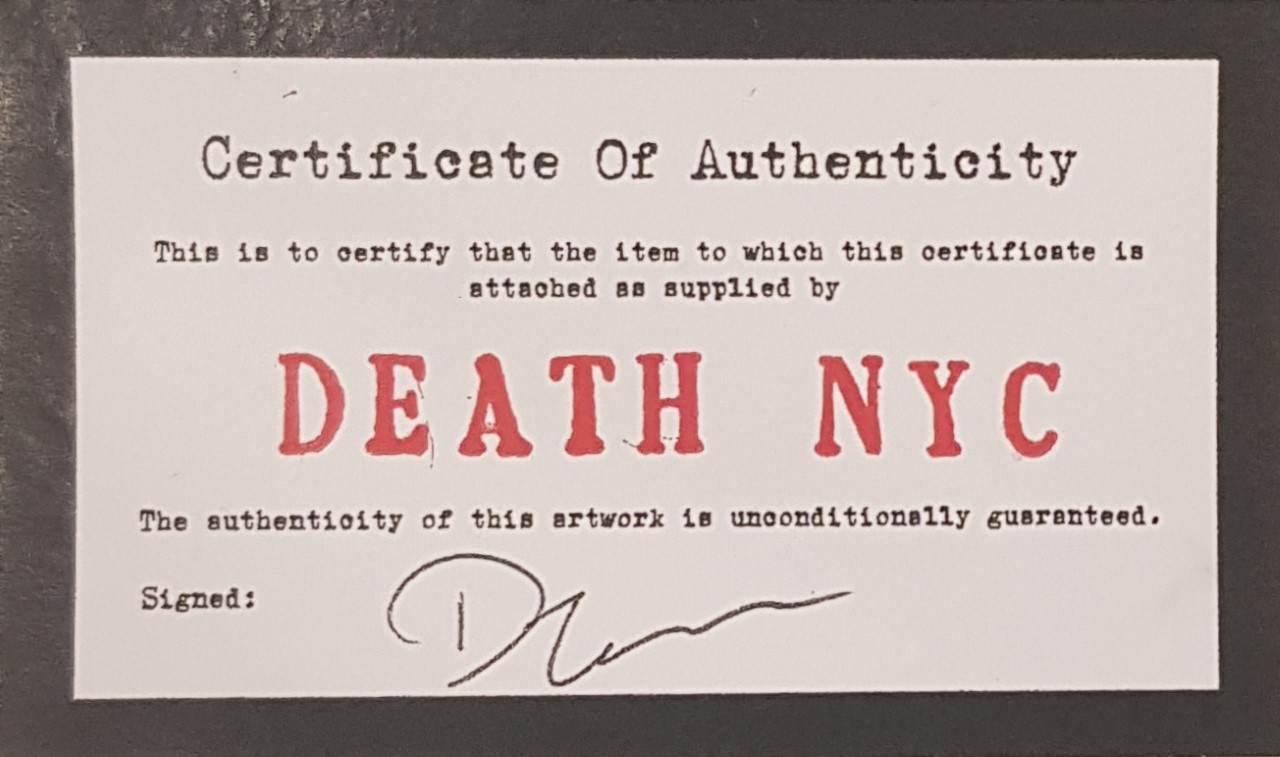 Certificate Of Authenticity
This is to certify that the item to which this certificate is
attached as supplied by
DEATH NYC
The authenticity of this artwork is unconditionally guaranteed.
Signed: